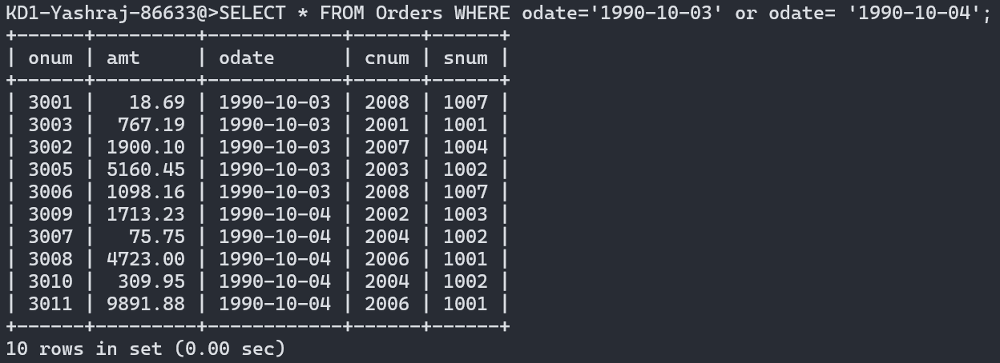 KD1-Yashraj-86633@>SELECT * FROM Orders WHERE odate='1990-10-03' or odate= '1990-10-04';
+------+---------+------------+------+------+
| onum | amt     | odate      | cnum | snum |
+------+---------+------------+------+------+
| 3001 |   18.69 | 1990-10-03 | 2008 | 1007 |
| 3003 |  767.19 | 1990-10-03 | 2001 | 1001 |
| 3002 | 1900.10 | 1990-10-03 | 2007 | 1004 |
| 3005 | 5160.45 | 1990-10-03 | 2003 | 1002 |
| 3006 | 1098.16 | 1990-10-03 | 2008 | 1007 |
| 3009 | 1713.23 | 1990-10-04 | 2002 | 1003 |
| 3007 |   75.75 | 1990-10-04 | 2004 | 1002 |
| 3008 | 4723.00 | 1990-10-04 | 2006 | 1001 |
| 3010 |  309.95 | 1990-10-04 | 2004 | 1002 |
| 3011 | 9891.88 | 1990-10-04 | 2006 | 1001 |
+------+---------+------------+------+------+
10 rows in set (0.00 sec)